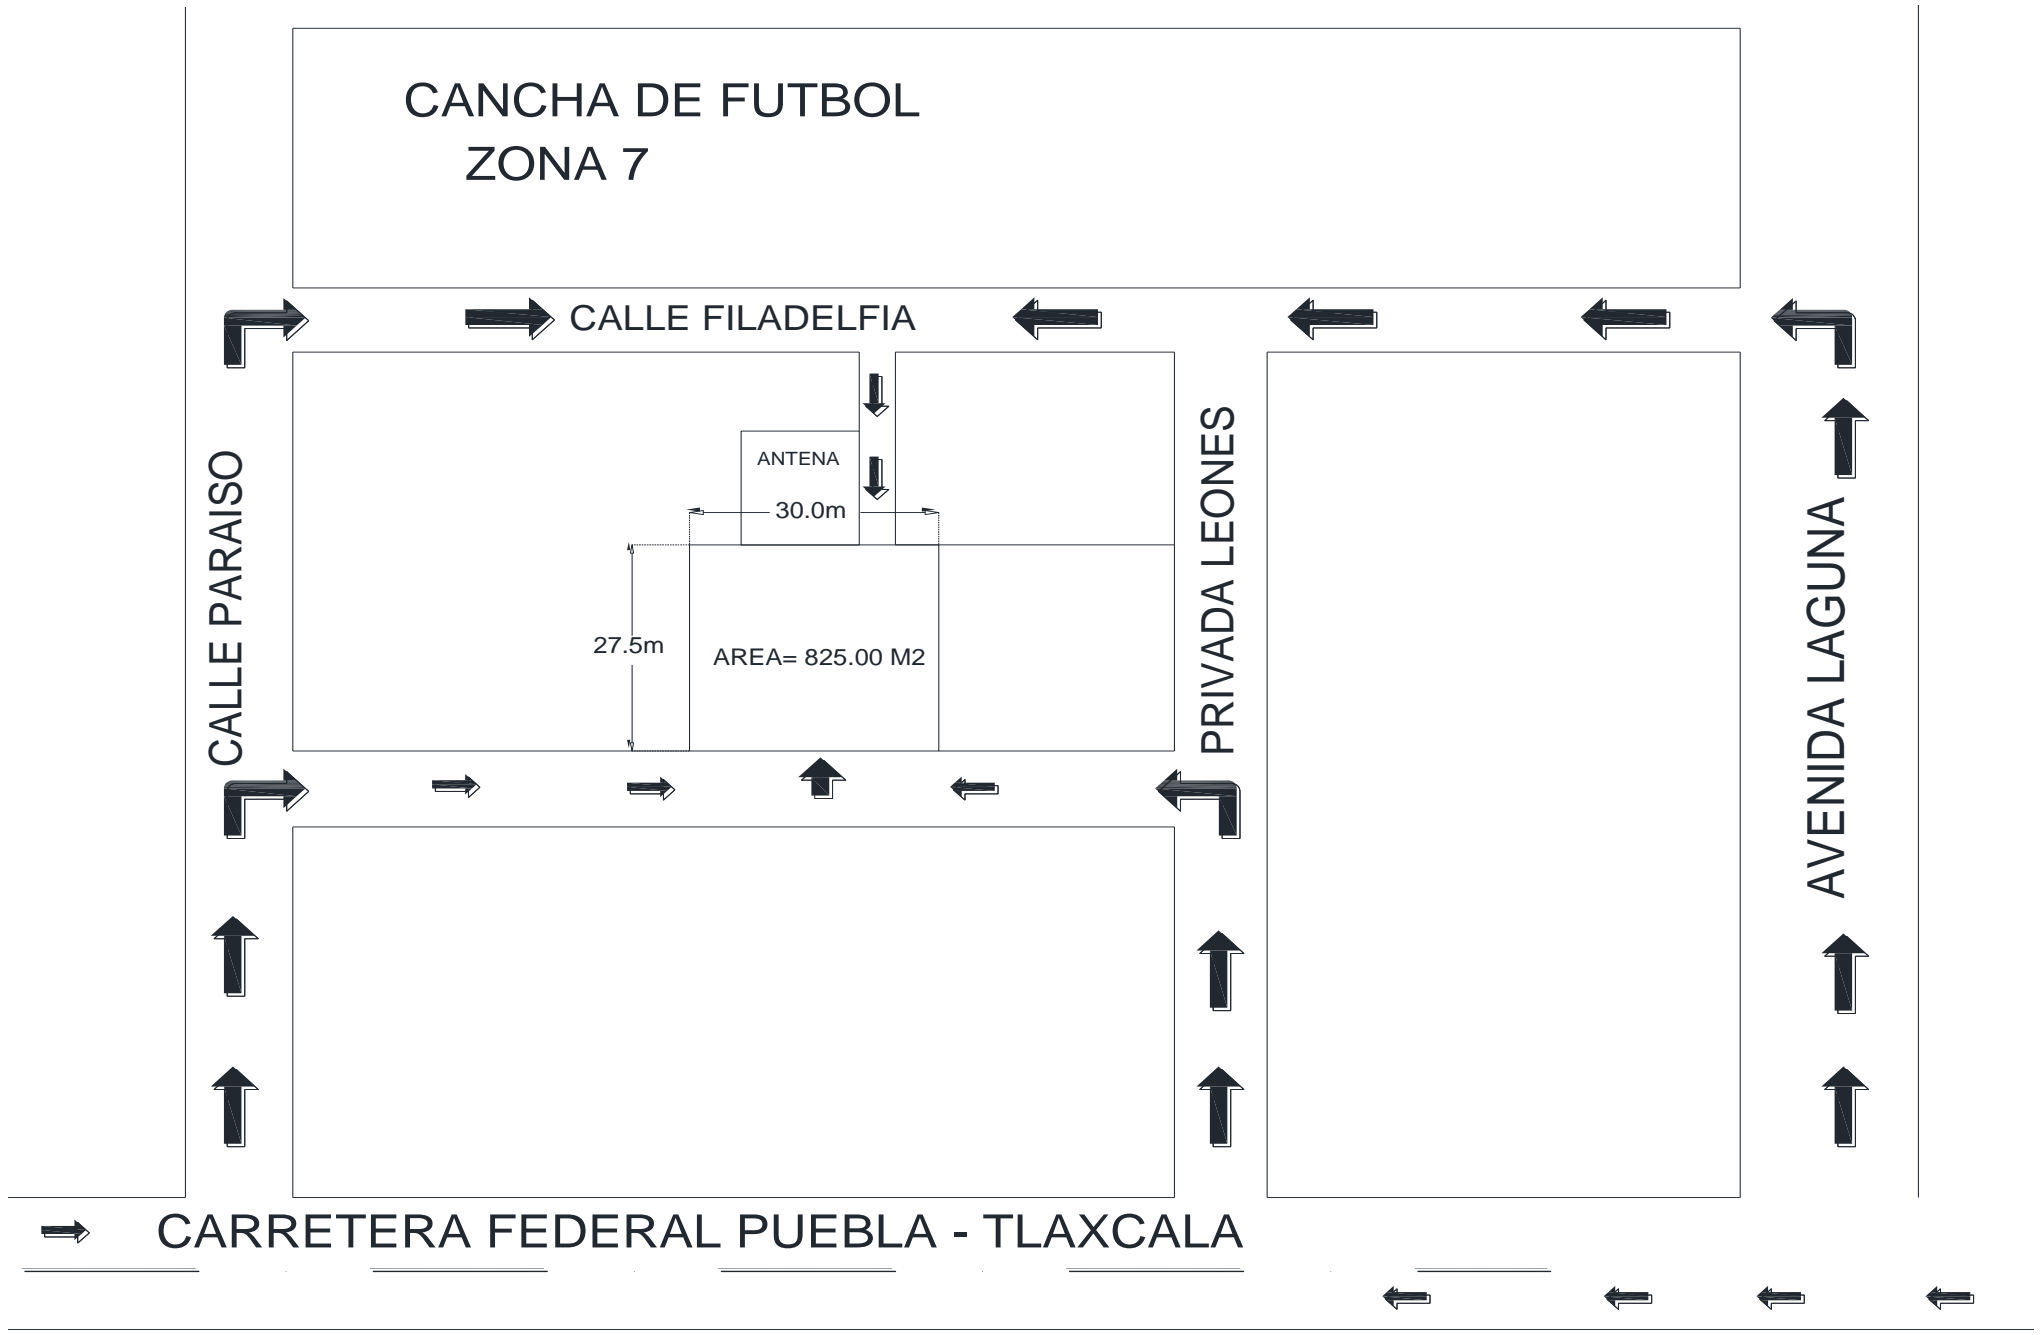 CANCHA DE FUTBOL
ZONA 7
CALLE FILADELFIA
ANTENA
30.0m
27.5m
AREA= 825.00 M2
CALLE PARAISO
PRIVADA LEONES
AVENIDA LAGUNA
CARRETERA FEDERAL PUEBLA - TLAXCALA